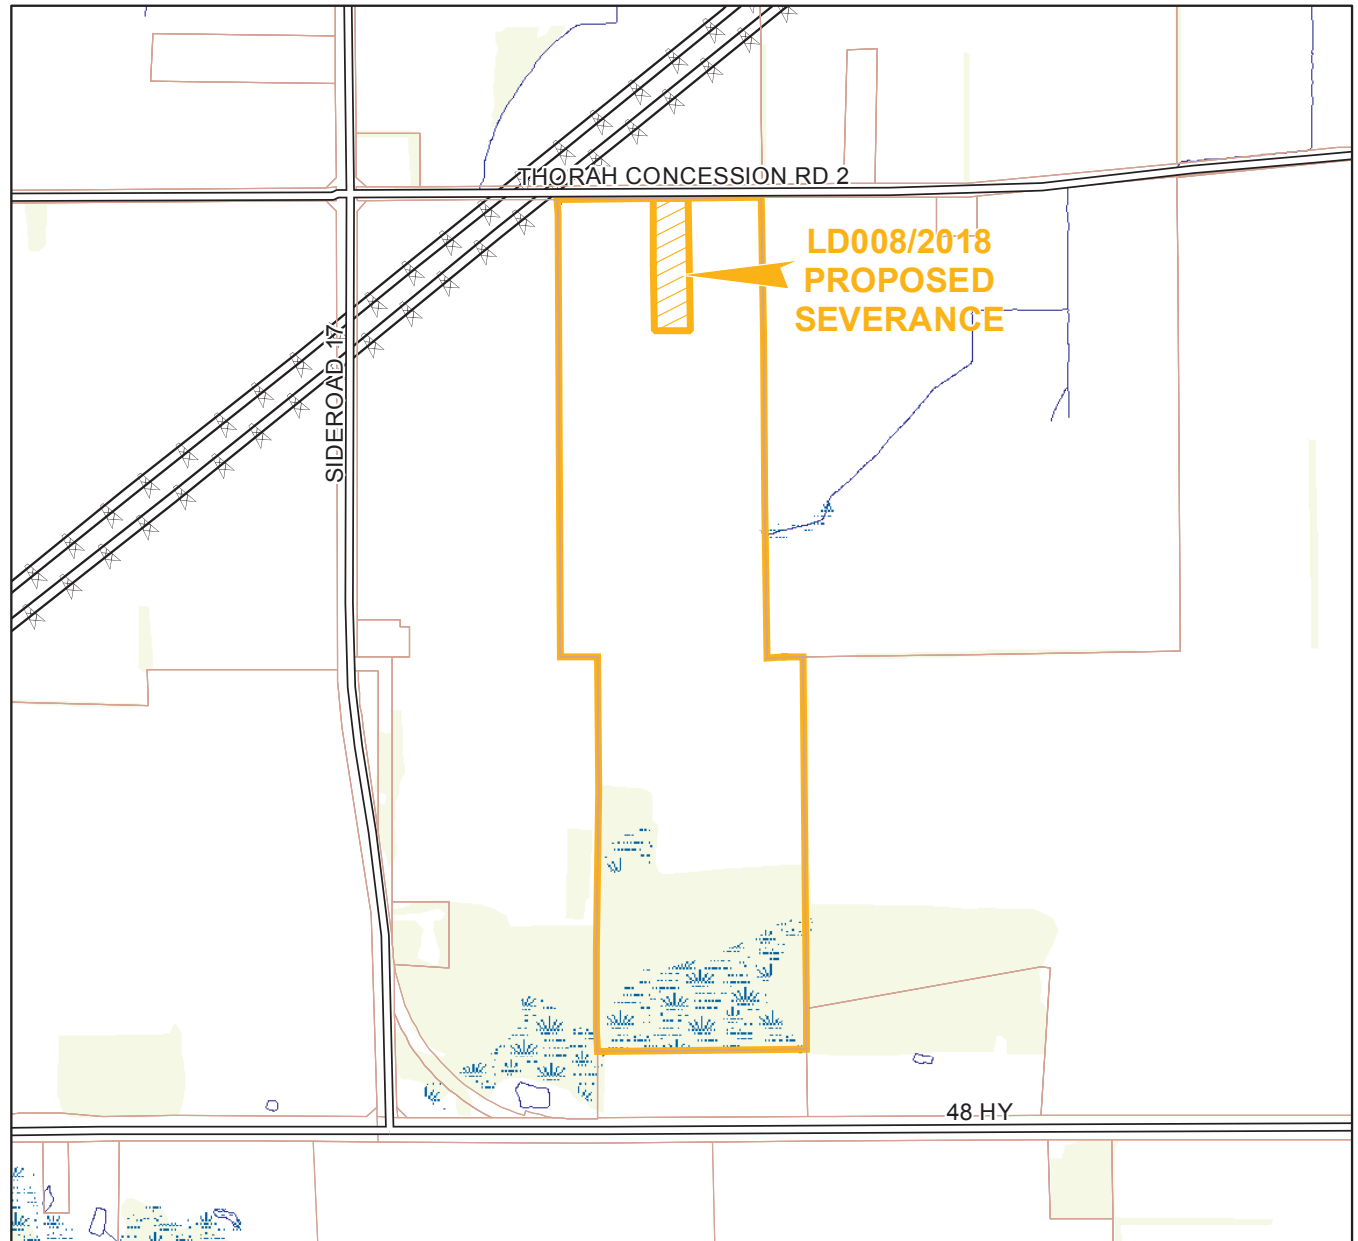 THORAH CONCESSION RD 2
LD008/2018
PROPOSED
SEVERANCE
SIDEROAD 17
48 HY